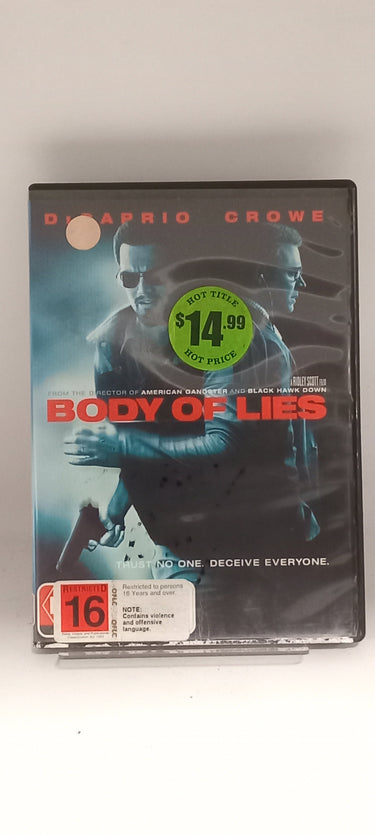 DiCAPRIO CROWE
HOT TITLE
$14.99
HOT PRICE
A RIDLEY SCOTT FILM
FROM THE DIRECTOR OF AMERICAN GANGSTER AND BLACK HAWK DOWN
BODY OF LIES
TRUST NO ONE. DECEIVE EVERYONE.
RESTRICTED
16
Restricted to persons
16 Years and over.
NOTE:
Contains violence
and offensive
language.